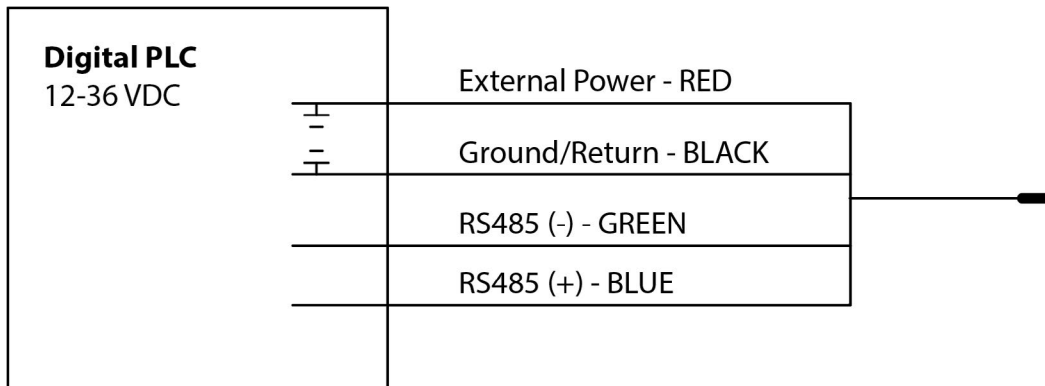 Digital PLC
12-36 VDC
External Power - RED
Ground/Return - BLACK
RS485 (-) - GREEN
RS485 (+) - BLUE